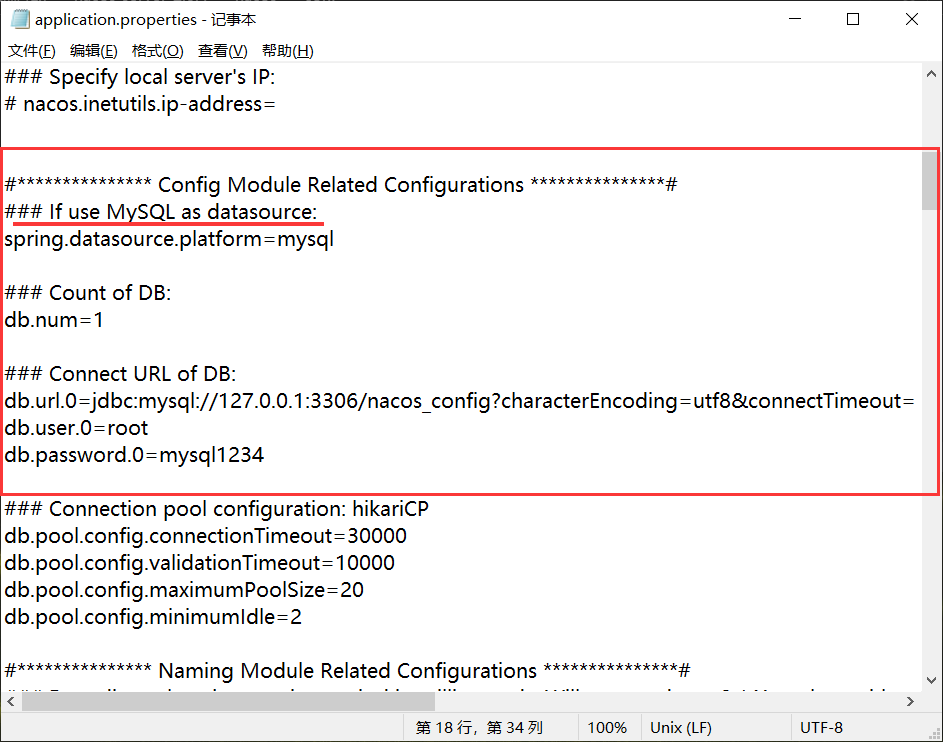 application.properties - 记事本
文件(F) 编辑(E) 格式(O) 查看(V) 帮助(H)
### Specify local server's IP:
# nacos.inetutils.ip-address=
#*************** Config Module Related Configurations ***************#
### If use MySQL as datasource:
spring.datasource.platform=mysql
### Count of DB:
db.num=1
### Connect URL of DB:
db.url.0=jdbc:mysql://127.0.0.1:3306/nacos_config?characterEncoding=utf8&connectTimeout=
db.user.0=root
db.password.0=mysql1234
### Connection pool configuration: hikariCP
db.pool.config.connectionTimeout=30000
db.pool.config.validationTimeout=10000
db.pool.config.maximumPoolSize=20
db.pool.config.minimumIdle=2
#*************** Naming Module Related Configurations ***************#
第 18 行，第 34 列 100% Unix (LF) UTF-8